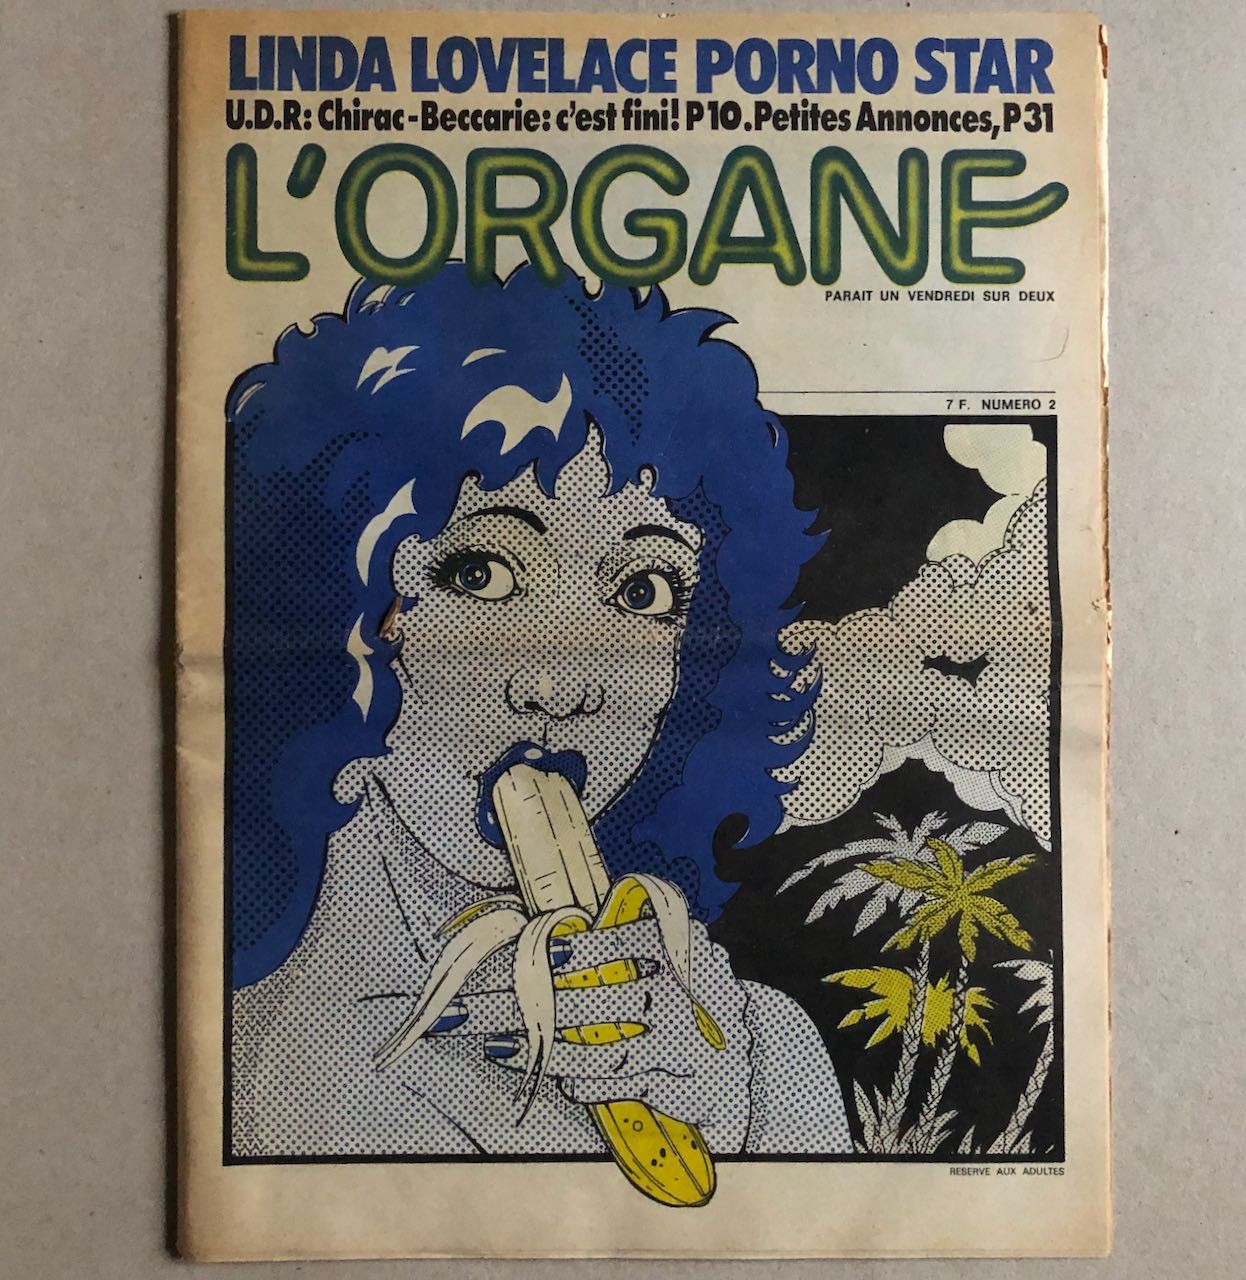 LINDA LOVELACE PORNO STAR
U.D.R: Chirac-Beccarie: c'est fini! P10. Petites Annonces, P31
L'ORGANE
PARAIT UN VENDREDI SUR DEUX
7 F. NUMERO 2
RESERVE AUX ADULTES